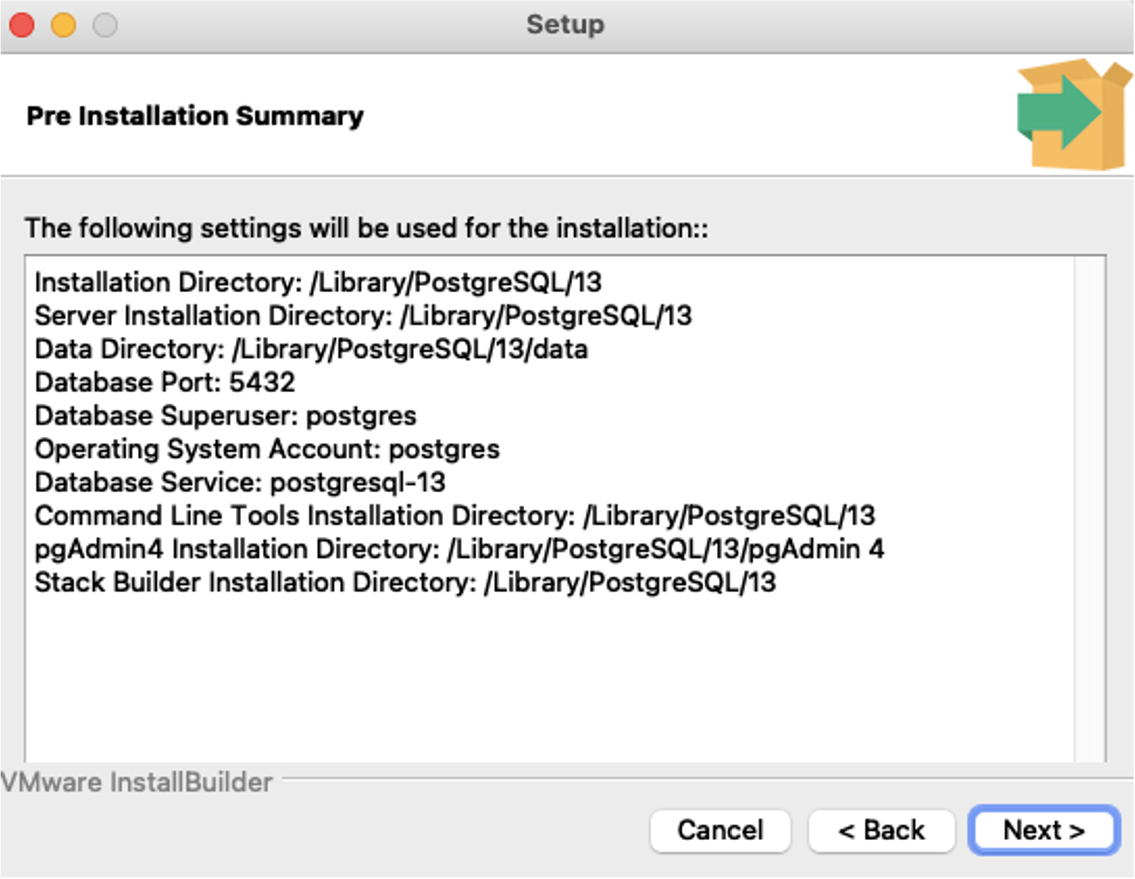 Setup
Pre Installation Summary
The following settings will be used for the installation::
Installation Directory: /Library/PostgreSQL/13
Server Installation Directory: /Library/PostgreSQL/13
Data Directory: /Library/PostgreSQL/13/data
Database Port: 5432
Database Superuser: postgres
Operating System Account: postgres
Database Service: postgresql-13
Command Line Tools Installation Directory: /Library/PostgreSQL/13
pgAdmin4 Installation Directory: /Library/PostgreSQL/13/pgAdmin 4
Stack Builder Installation Directory: /Library/PostgreSQL/13
VMware InstallBuilder
Cancel < Back Next >